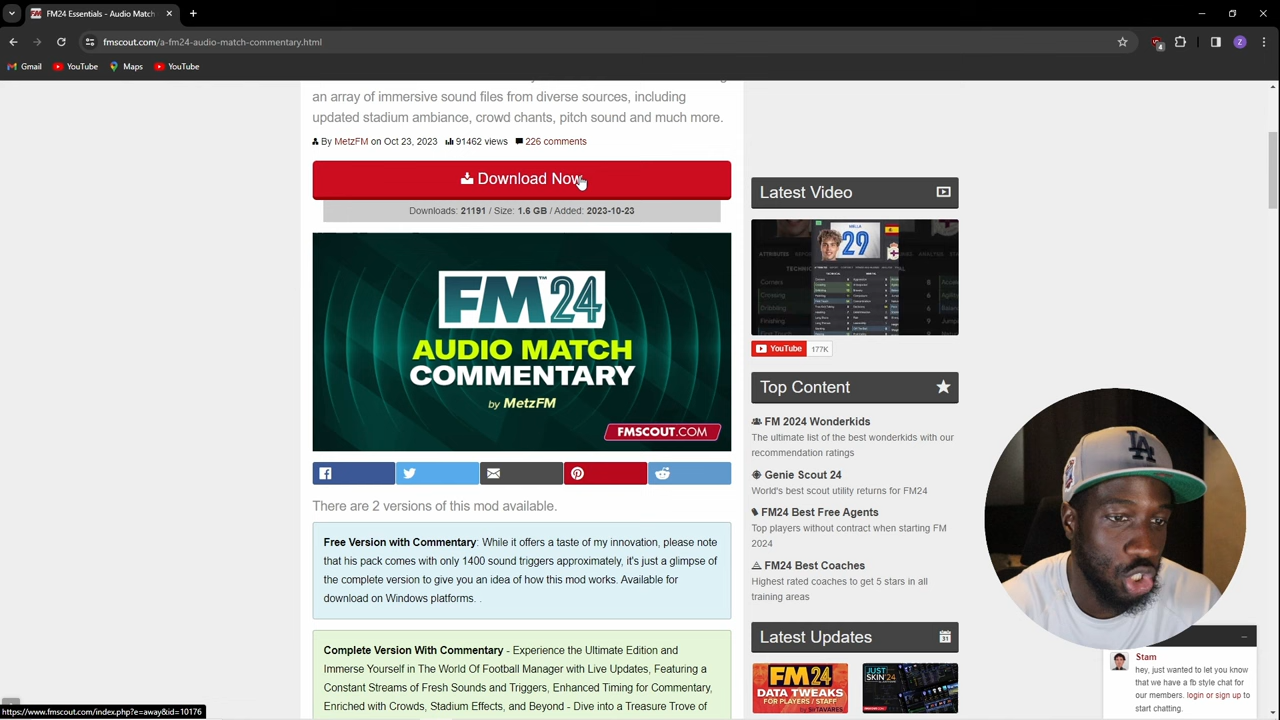 FM24 Essentials - Audio Match
fmscout.com/a-fm24-audio-match-commentary.html
4
Z
Gmail
YouTube
Maps
YouTube
an array of immersive sound files from diverse sources, including
updated stadium ambiance, crowd chants, pitch sound and much more.
By MetzFM on Oct 23, 2023 91462 views 226 comments
Download Now
Downloads: 21191 / Size: 1.6 GB / Added: 2023-10-23
FM24
AUDIO MATCH
COMMENTARY
by MetzFM
FMSCOUT.COM
There are 2 versions of this mod available.
Free Version with Commentary: While it offers a taste of my innovation, please note
that his pack comes with only 1400 sound triggers approximately, it's just a glimpse of
the complete version to give you an idea of how this mod works. Available for
download on Windows platforms. .
Complete Version With Commentary - Experience the Ultimate Edition and
Immerse Yourself in The World Of Football Manager with Live Updates, Featuring a
Constant Streams of Fresh Sounds and Triggers, Enhanced Timing for Commentary,
Enriched with Crowds, Stadium Effects, and Beyond - Dive into a Treasure Trove of
Latest Video
29
YouTube 177K
Top Content
FM 2024 Wonderkids
The ultimate list of the best wonderkids with our
recommendation ratings
Genie Scout 24
World's best scout utility returns for FM24
FM24 Best Free Agents
Top players without contract when starting FM
2024
FM24 Best Coaches
Highest rated coaches to get 5 stars in all
training areas
Latest Updates
31
FM24
DATA TWEAKS
FOR PLAYERS / STAFF
JUST
SKIN '24
Stam
hey, just wanted to let you know
that we have a fb style chat for
our members. login or sign up to
start chatting.
https://www.fmscout.com/index.php?e=away&id=10176